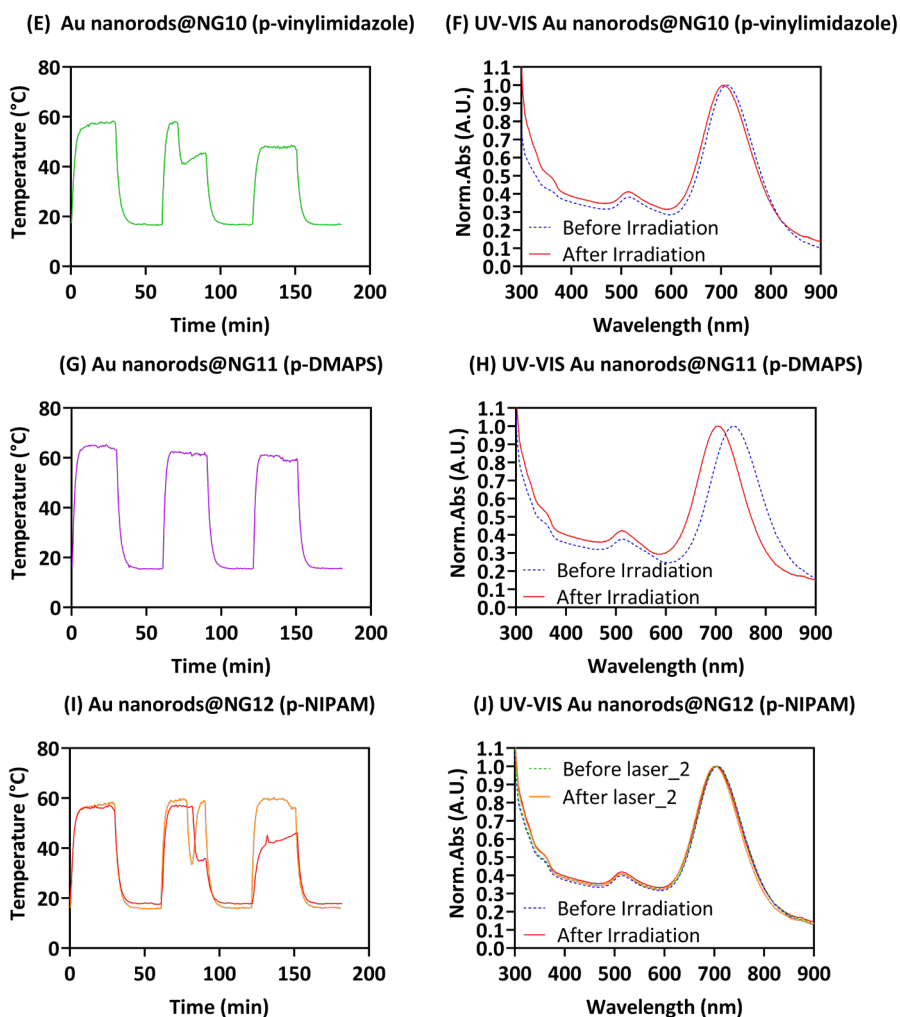 (E) Au nanorods@NG10 (p-vinylimidazole)
80
60
40
20
0
Temperature (°C)
0 50 100 150 200
Time (min)
(F) UV-VIS Au nanorods@NG10 (p-vinylimidazole)
1.1
1.0
0.9
0.8
0.7
0.6
0.5
0.4
0.3
0.2
0.1
0.0
Norm.Abs (A.U.)
Before Irradiation
After Irradiation
300 400 500 600 700 800 900
Wavelength (nm)
(G) Au nanorods@NG11 (p-DMAPS)
80
60
40
20
0
Temperature (°C)
0 50 100 150 200
Time (min)
(H) UV-VIS Au nanorods@NG11 (p-DMAPS)
1.1
1.0
0.9
0.8
0.7
0.6
0.5
0.4
0.3
0.2
0.1
0.0
Norm.Abs (A.U.)
Before Irradiation
After Irradiation
300 400 500 600 700 800 900
Wavelength (nm)
(I) Au nanorods@NG12 (p-NIPAM)
80
60
40
20
0
Temperature (°C)
0 50 100 150 200
Time (min)
(J) UV-VIS Au nanorods@NG12 (p-NIPAM)
1.1
1.0
0.9
0.8
0.7
0.6
0.5
0.4
0.3
0.2
0.1
0.0
Norm.Abs (A.U.)
Before laser_2
After laser_2
Before Irradiation
After Irradiation
300 400 500 600 700 800 900
Wavelength (nm)